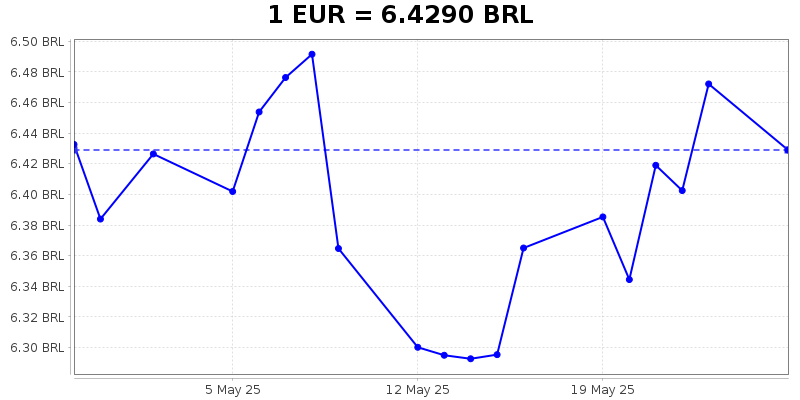 1 EUR = 6.4290 BRL
6.50 BRL
6.48 BRL
6.46 BRL
6.44 BRL
6.42 BRL
6.40 BRL
6.38 BRL
6.36 BRL
6.34 BRL
6.32 BRL
6.30 BRL
5 May 25 12 May 25 19 May 25